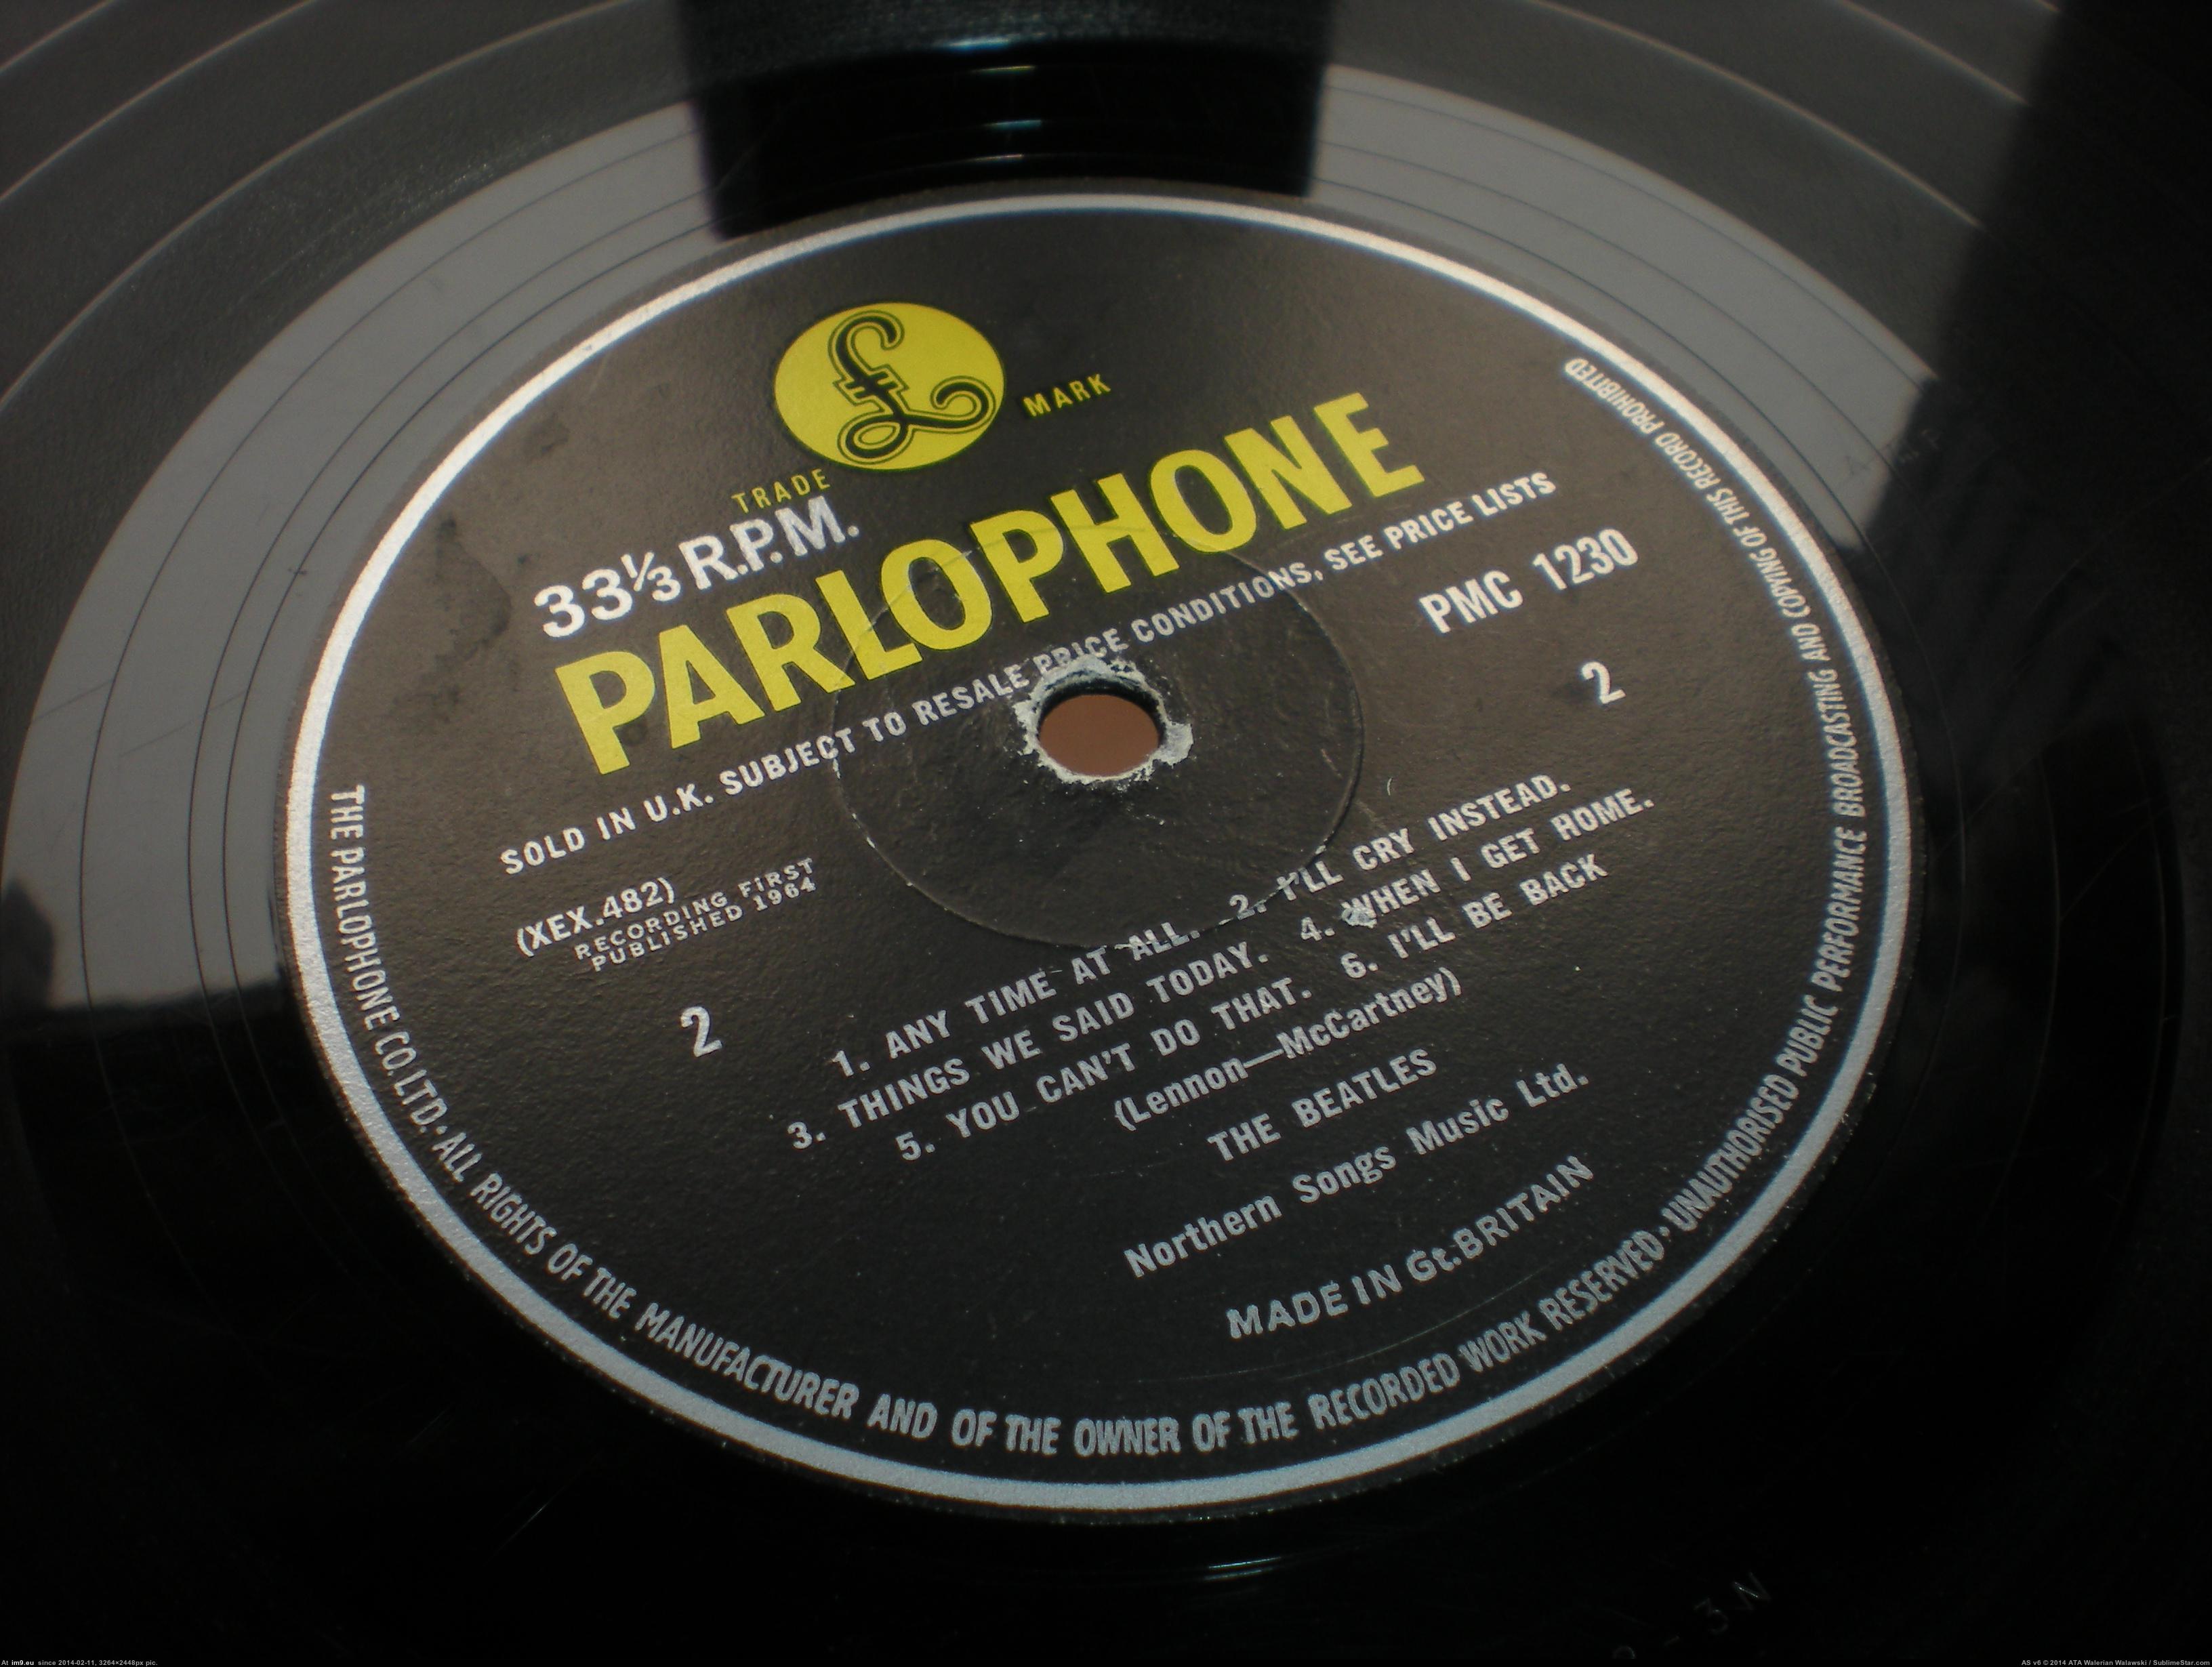 TRADE £ MARK
33⅓ R.P.M.
PARLOPHONE
SOLD IN U.K. SUBJECT TO RESALE PRICE CONDITIONS, SEE PRICE LISTS
PMC 1230
2
(XEX.482)
RECORDING FIRST
PUBLISHED 1964
2
1. ANY TIME AT ALL. 2. I'LL CRY INSTEAD.
3. THINGS WE SAID TODAY. 4. WHEN I GET HOME.
5. YOU CAN'T DO THAT. 6. I'LL BE BACK
(Lennon—McCartney)
THE BEATLES
Northern Songs Music Ltd.
MADE IN Gt. BRITAIN
THE PARLOPHONE CO. LTD · ALL RIGHTS OF THE MANUFACTURER AND OF THE OWNER OF THE RECORDED WORK RESERVED · UNAUTHORISED PUBLIC PERFORMANCE BROADCASTING AND COPYING OF THIS RECORD PROHIBITED
- 3N
At im9.eu since 2014-02-11, 3264×2448px pic.
AS v6 © 2014 ATA Walerian Walawski / SublimeStar.com